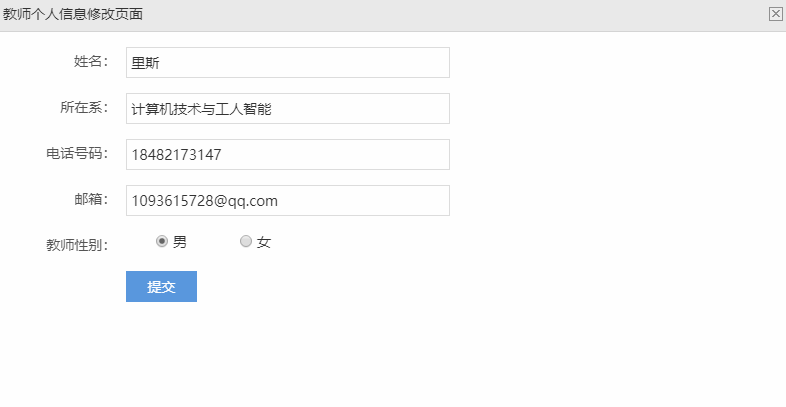 教师个人信息修改页面
姓名： 里斯
所在系： 计算机技术与工人智能
电话号码： 18482173147
邮箱： 1093615728@qq.com
教师性别： 男 女
提交